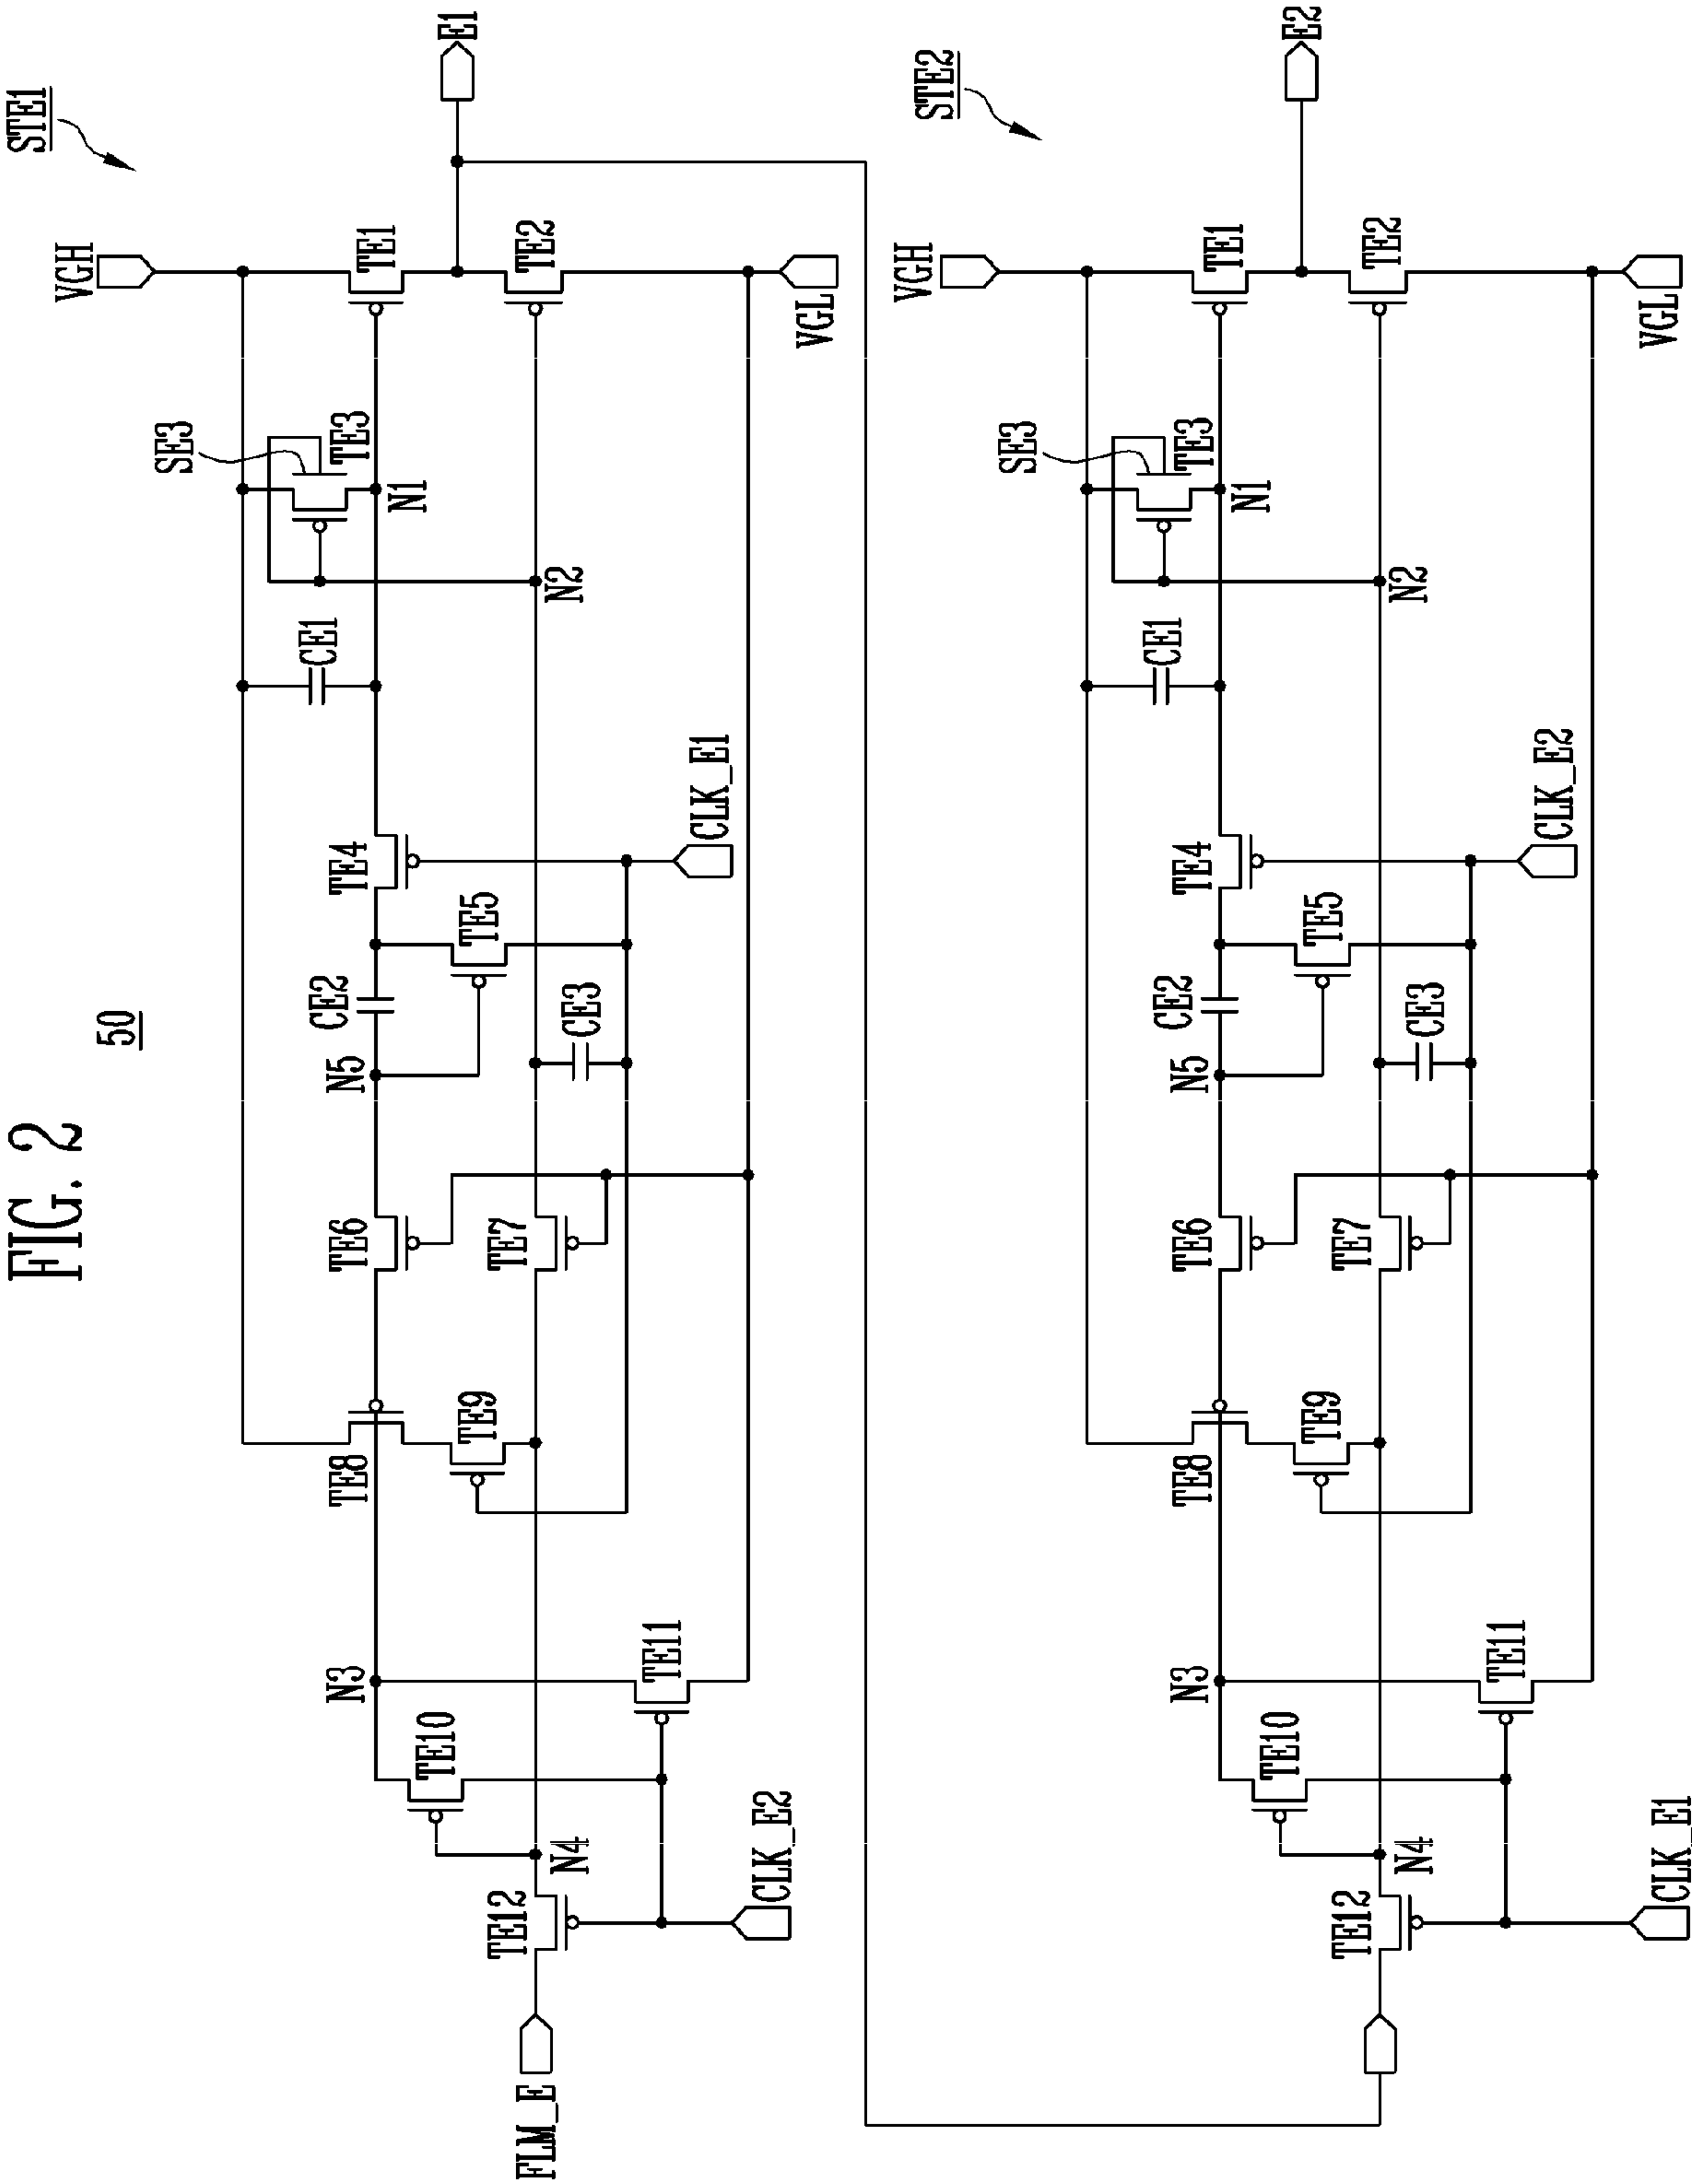 FIG. 2
50
STE1
VGH
E1
SE3
TE1
TE3
CE1
N1
TE2
TE4
CE2
TE5
N5
N2
CE3
VGL
TE6
TE7
CLK_E1
TE8
TE9
N3
TE10
TE11
N4
TE12
CLK_E2
FLM_E
STE2
VGH
E2
SE3
TE1
TE3
CE1
N1
TE2
TE4
CE2
TE5
N5
N2
CE3
VGL
TE6
TE7
CLK_E2
TE8
TE9
N3
TE10
TE11
N4
TE12
CLK_E1